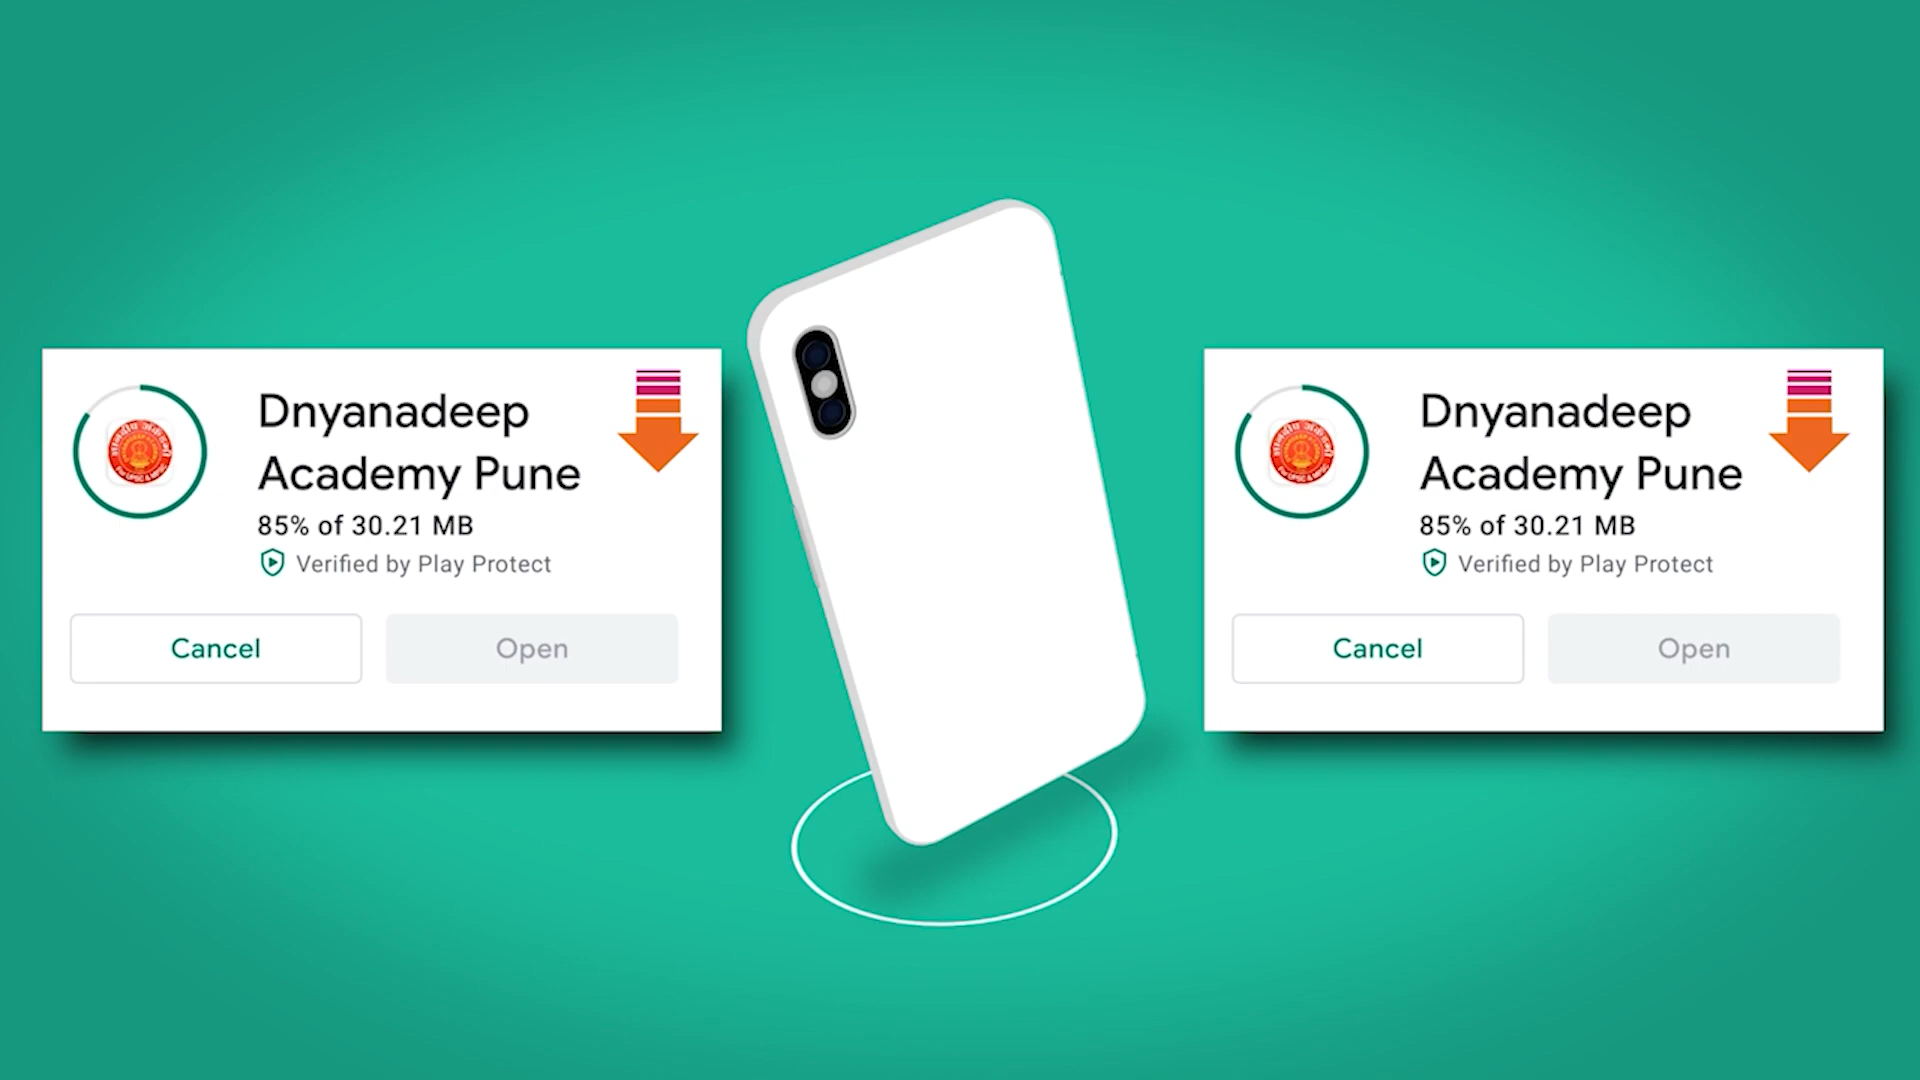 Dnyanadeep
Academy Pune
85% of 30.21 MB
Verified by Play Protect
Cancel
Open
Dnyanadeep
Academy Pune
85% of 30.21 MB
Verified by Play Protect
Cancel
Open